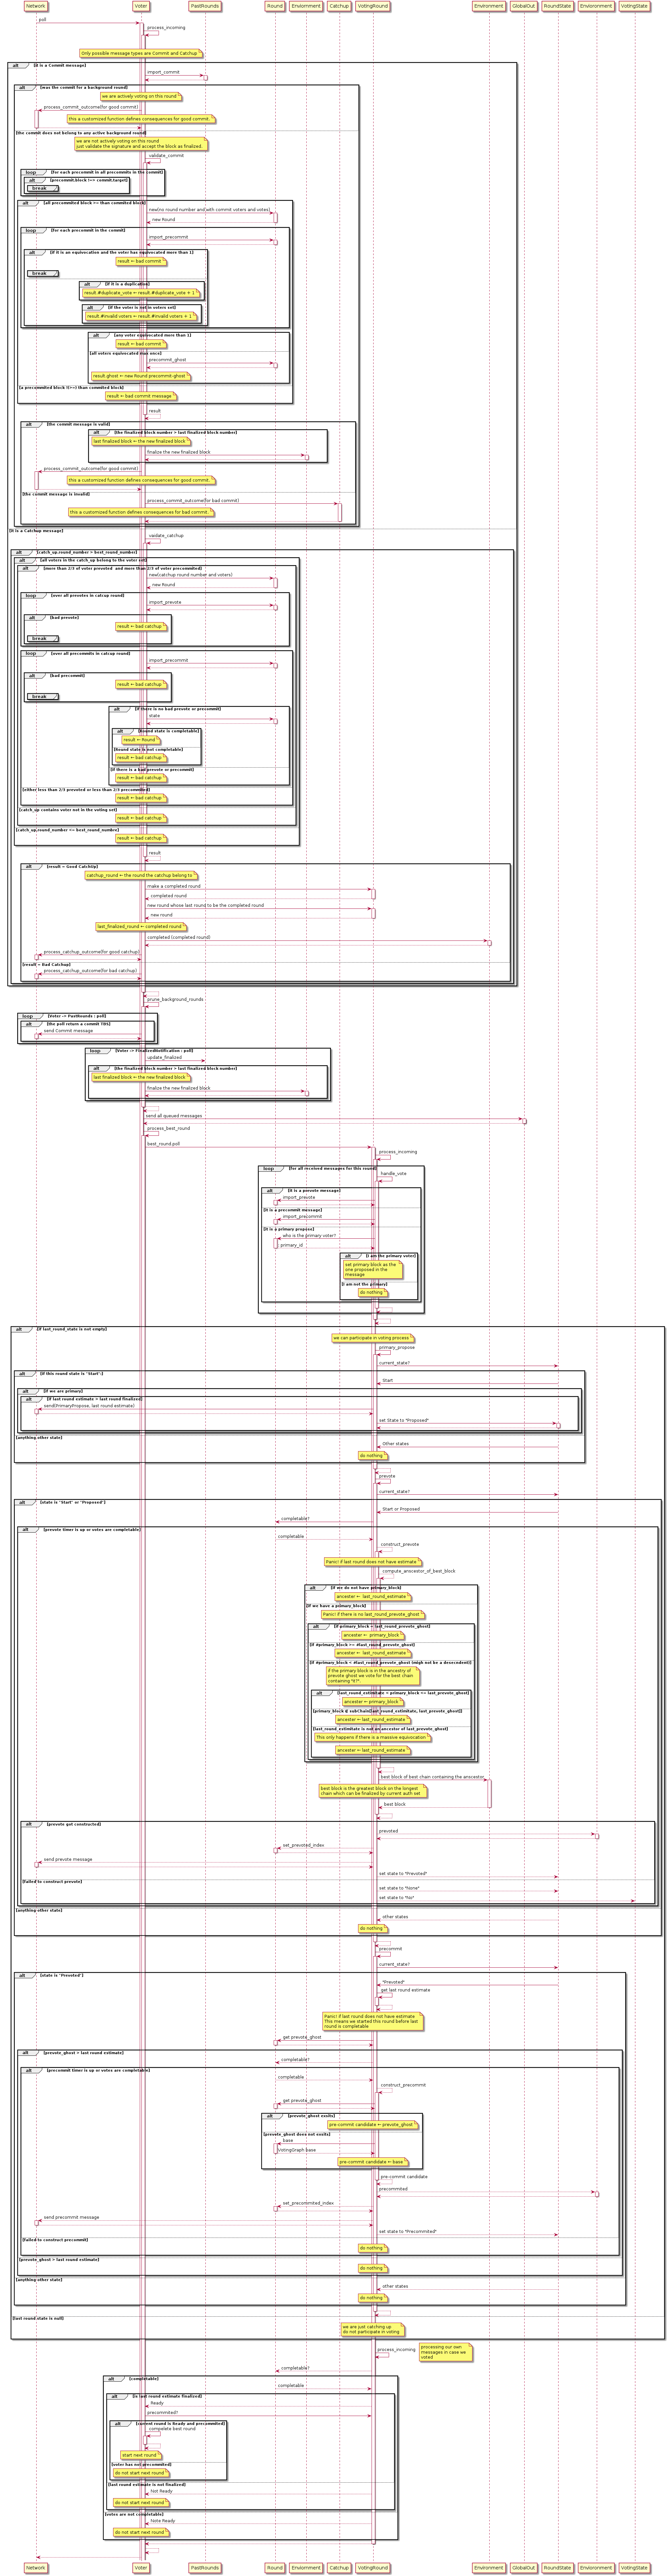 Network Voter PastRounds Round Enviornment Catchup VotingRound Environment GlobalOut RoundState Envioronment VotingState
poll
process_incoming
Only possible message types are Commit and Catchup
alt [it is a Commit message]
import_commit
alt [was the commit for a background round]
we are actively voting on this round
process_commit_outcome(for good commit)
this a customized function defines consequences for good commit.
[the commit does not belong to any active background round]
we are not actively voting on this round
just validate the signature and accept the block as finalized.
validate_commit
loop [for each precommit in all precommits in the commit]
alt [precommit.block !== commit.target]
break
alt [all precommited block >= than commited block]
new(no round number and with commit voters and votes)
new Round
loop [for each precommit in the commit]
import_precommit
alt [if it is an equivocation and the voter has equivocated more than 1]
result ← bad commit
break
alt [if it is a duplication]
result.#duplicate_vote ← result.#duplicate_vote + 1
alt [if the voter is not in voters set]
result.#invalid voters ← result.#invalid voters + 1
alt [any voter equivocated more than 1]
result ← bad commit
[all voters equivocated max once]
precommit_ghost
result.ghost ← new Round precommit-ghost
[a precommited block !(>=) than commited block]
result ← bad commit message
result
alt [the commit message is valid]
alt [the finalized block number > last finalized block number]
last finalized block ← the new finalized block
finalize the new finalized block
process_commit_outcome(for good commit)
this a customized function defines consequences for good commit.
[the commit message is invalid]
process_commit_outcome(for bad commit)
this a customized function defines consequences for bad commit.
[it is a Catchup message]
validate_catchup
alt [catch_up.round_number > best_round_number]
alt [all voters in the catch_up belong to the voter set]
alt [more than 2/3 of voter prevoted and more than 2/3 of voter precommited]
new(catchup round number and voters)
new Round
loop [over all prevotes in catcup round]
import_prevote
alt [bad prevote]
result ← bad catchup
break
loop [over all precommits in catcup round]
import_precommit
alt [bad precommit]
result ← bad catchup
break
alt [if there is no bad prevote or precommit]
state
alt [Round state is completable]
result ← Round
[Round state is not completable]
result ← bad catchup
[if there is a bad prevote or precommit]
result ← bad catchup
[either less than 2/3 prevoted or less than 2/3 precommited]
result ← bad catchup
[catch_up contains voter not in the voting set]
result ← bad catchup
[catch_up.round_number <= best_round_numbre]
result ← bad catchup
result
alt [result = Good CatchUp]
catchup_round ← the round the catchup belong to
make a completed round
completed round
new round whose last round to be the completed round
new round
last_finalized_round ← completed round
completed (completed round)
process_catchup_outcome(for good catchup)
[result = Bad Catchup]
process_catchup_outcome(for bad catchup)
prune_background_rounds
loop [Voter -> PastRounds : poll]
alt [the poll return a commit
send Commit message
loop [Voter -> FinalizedNotification : poll]
update_finalized
alt [the finalized block number > last finalized block number]
last finalized block ← the new finalized block
finalize the new finalized block
send all queued messages
process_best_round
best_round.poll
process_incoming
loop [for all received messages for this round]
handle_vote
alt [it is a prevote message]
import_prevote
[it is a precommit message]
import_precommit
[it is a primary propose]
who is the primary voter?
primary_id
alt [I am the primary voter]
set primary block as the
one proposed in the
message
[I am not the primary]
do nothing
alt [if last_round_state is not empty]
we can participate in voting process
primary_propose
current_state?
alt [if this round state is "Start"
Start
alt [if we are primary]
alt [if last round estimate > last round finalized]
send(PrimaryPropose, last round estimate)
set State to "Proposed"
[anything other state]
Other states
do nothing
prevote
current_state?
alt [state is "Start" or "Proposed"]
Start or Proposed
completable?
alt [prevote timer is up or votes are completable]
completable
construct_prevote
Panic! if last round does not have estimate
compute_anscestor_of_best_block
alt [if we do not have primary_block]
ancester ← last_round_estimate
[if we have a primary_block]
Panic! if there is no last_round_prevote_ghost
alt [if primary_block = last_round_prevote_ghost]
ancester ← primary_block
[if #primary_block >= #last_round_prevote_ghost]
ancester ← last_round_estimate
[if #primary_block < #last_round_prevote_ghost (migh not be a descendent)]
if the primary block is in the ancestry of
prevote ghost we vote for the best chain
containing "it?".
alt [last_round_estimtate < primary_block <= last_prevote_ghost]
ancester ← primary_block
[primary_block ∉ subChain(last_round_estimtate, last_prevote_ghost)]
ancester ← last_round_estimate
[last_round_estimtate is not an ancestor of last_prevote_ghost]
This only happens if there is a massive equivocation
ancester ← last_round_estimate
best block of best chain containing the anscestor
best block is the greatest block on the longest
chain which can be finalized by current auth set
best block
alt [prevote got constructed]
prevoted
set_prevoted_index
send prevote message
set state to "Prevoted"
[failed to construct prevote]
set state to "None"
set state to "No"
[anything other state]
other states
do nothing
precommit
current_state?
alt [state is "Prevoted"]
"Prevoted"
get last round estimate
Panic! if last round does not have estimate
This means we started this round before last
round is completable
get prevote_ghost
alt [prevote_ghost = last round estimate]
completable?
alt [precommit timer is up or votes are completable]
completable
construct_precommit
get prevote_ghost
alt [prevote_ghost exsits]
pre-commit candidate ← prevote_ghost
[prevote_ghost does not exsits]
base
VotingGraph base
pre-commit candidate ← base
pre-commit candidate
precommited
set_precommited_index
send precommit message
set state to "Precommited"
[failed to construct precommit]
do nothing
[prevote_ghost > last round estimate]
do nothing
[anything other state]
other states
do nothing
[last round state is null]
we are just catching up
do not participate in voting
process_incoming
processing our own
messages in case we
voted
completable?
alt [completable]
completable
alt [is last round estimate finalized]
Ready
precommited?
alt [current round is Ready and precommited]
complete best round
start next round
[voter has not precommited]
do not start next round
[last round estimate is not finalized]
Not Ready
do not start next round
[votes are not completable]
Note Ready
do not start next round
Network Voter PastRounds Round Enviornment Catchup VotingRound Environment GlobalOut RoundState Envioronment VotingState